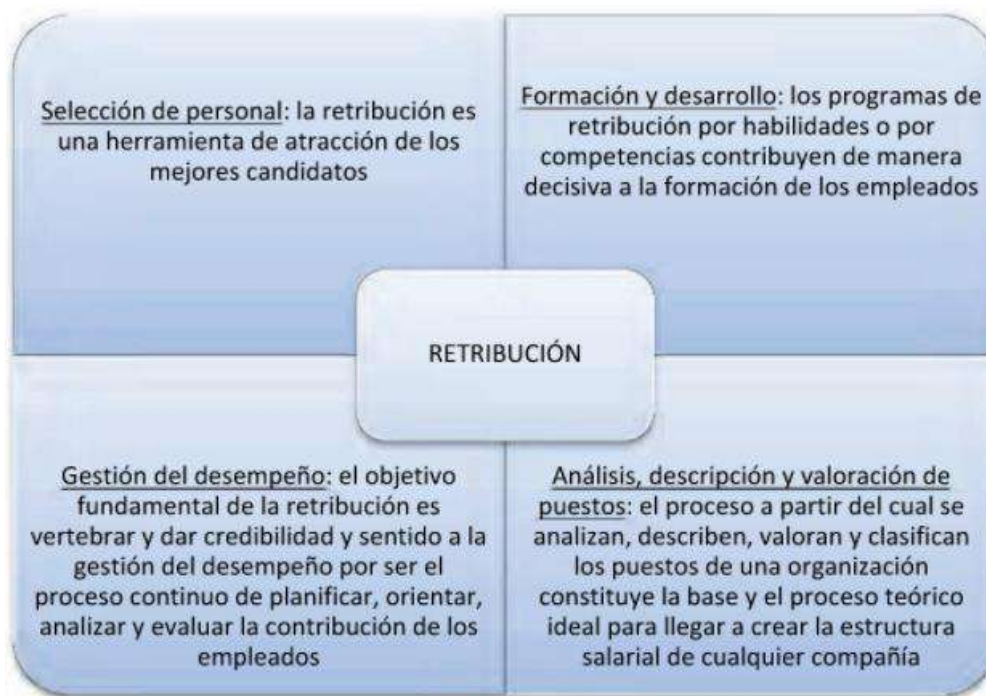 Selección de personal: la retribución es
una herramienta de atracción de los
mejores candidatos
Formación y desarrollo: los programas de
retribución por habilidades o por
competencias contribuyen de manera
decisiva a la formación de los empleados
RETRIBUCIÓN
Gestión del desempeño: el objetivo
fundamental de la retribución es
vertebrar y dar credibilidad y sentido a la
gestión del desempeño por ser el
proceso continuo de planificar, orientar,
analizar y evaluar la contribución de los
empleados
Análisis, descripción y valoración de
puestos: el proceso a partir del cual se
analizan, describen, valoran y clasifican
los puestos de una organización
constituye la base y el proceso teórico
ideal para llegar a crear la estructura
salarial de cualquier compañía